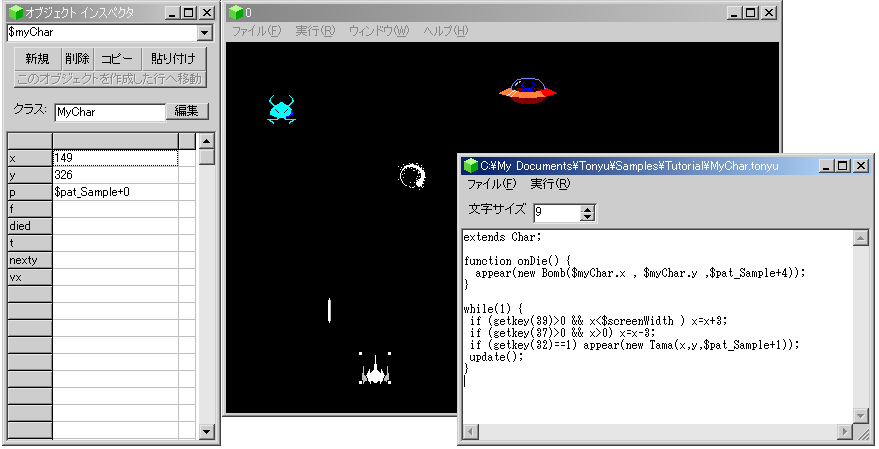 オブジェクト インスペクタ
$myChar
新規 削除 コピー 貼り付け
このオブジェクトを作成した行へ移動
クラス: MyChar 編集
x 149
y 326
p $pat_Sample+0
f
died
t
nexty
vx
0
ファイル(F) 実行(R) ウィンドウ(W) ヘルプ(H)
C:¥My Documents¥Tonyu¥Samples¥Tutorial¥MyChar.tonyu
ファイル(F) 実行(R)
文字サイズ 9
extends Char;
function onDie() {
appear(new Bomb($myChar.x , $myChar.y ,$pat_Sample+4));
}
while(1) {
if (getkey(39)>0 && x<$screenWidth ) x=x+3;
if (getkey(37)>0 && x>0) x=x-3;
if (getkey(32)==1) appear(new Tama(x,y,$pat_Sample+1));
update();
}